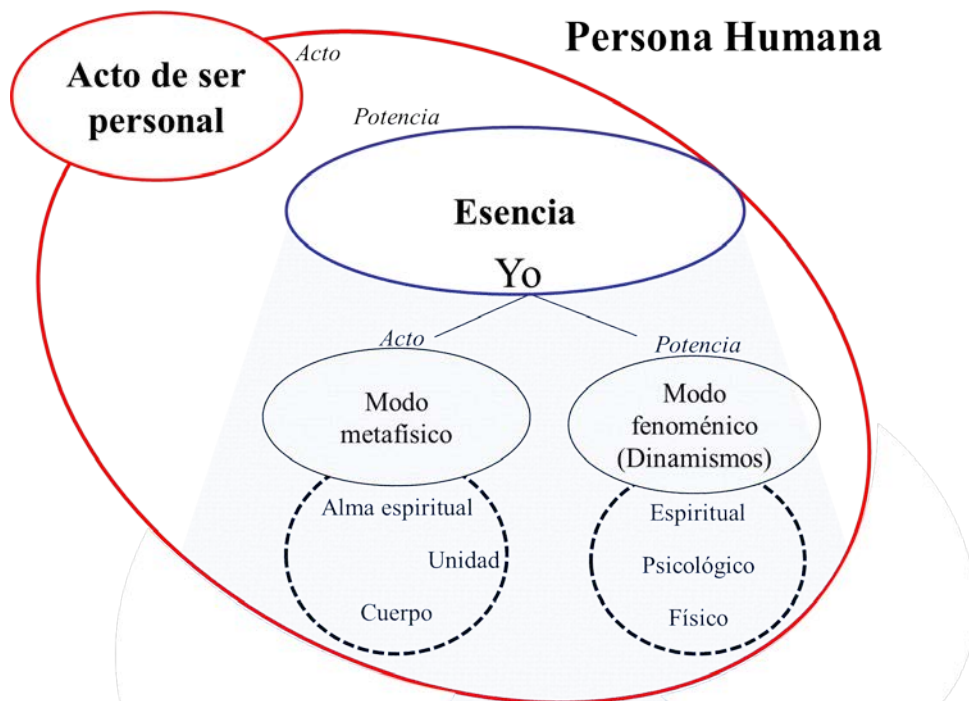 Persona Humana
Acto
Acto de ser
personal
Potencia
Esencia
Yo
Acto
Potencia
Modo
metafísico
Modo
fenoménico
(Dinamismos)
Alma espiritual
Unidad
Cuerpo
Espiritual
Psicológico
Físico